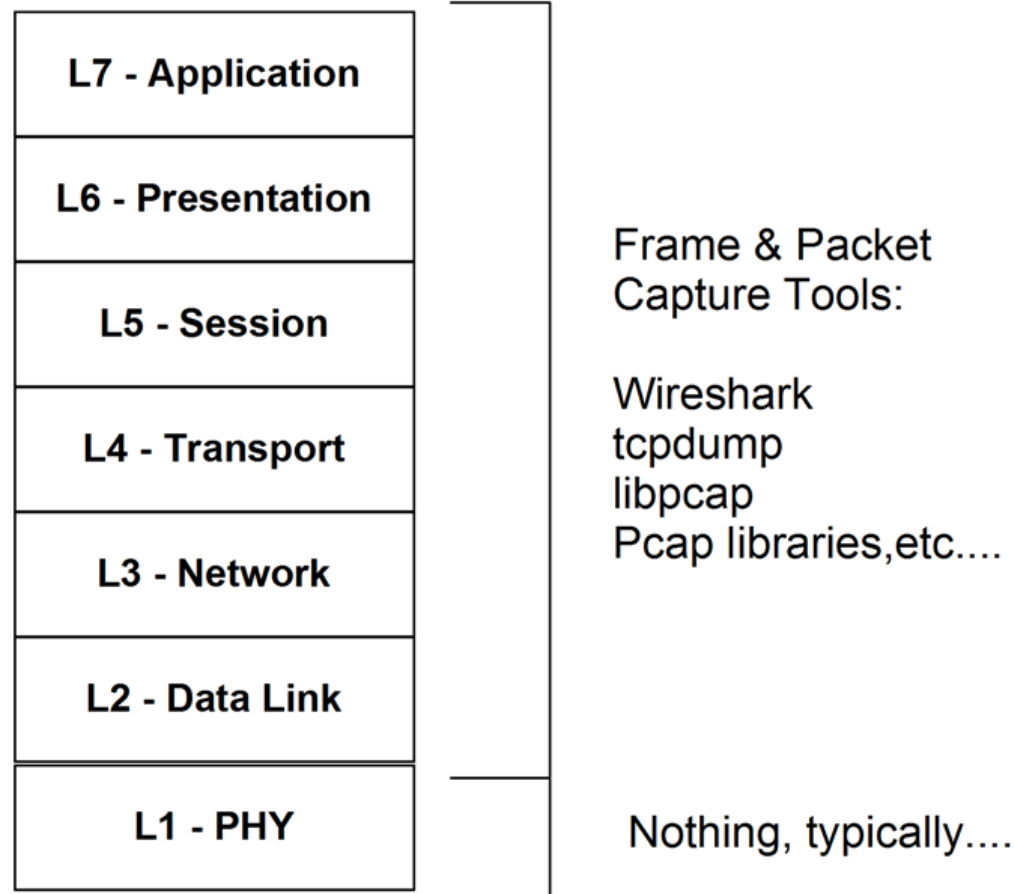 L7 - Application
L6 - Presentation
L5 - Session
L4 - Transport
L3 - Network
L2 - Data Link
L1 - PHY
Frame & Packet
Capture Tools:
Wireshark
tcpdump
libpcap
Pcap libraries,etc....
Nothing, typically....